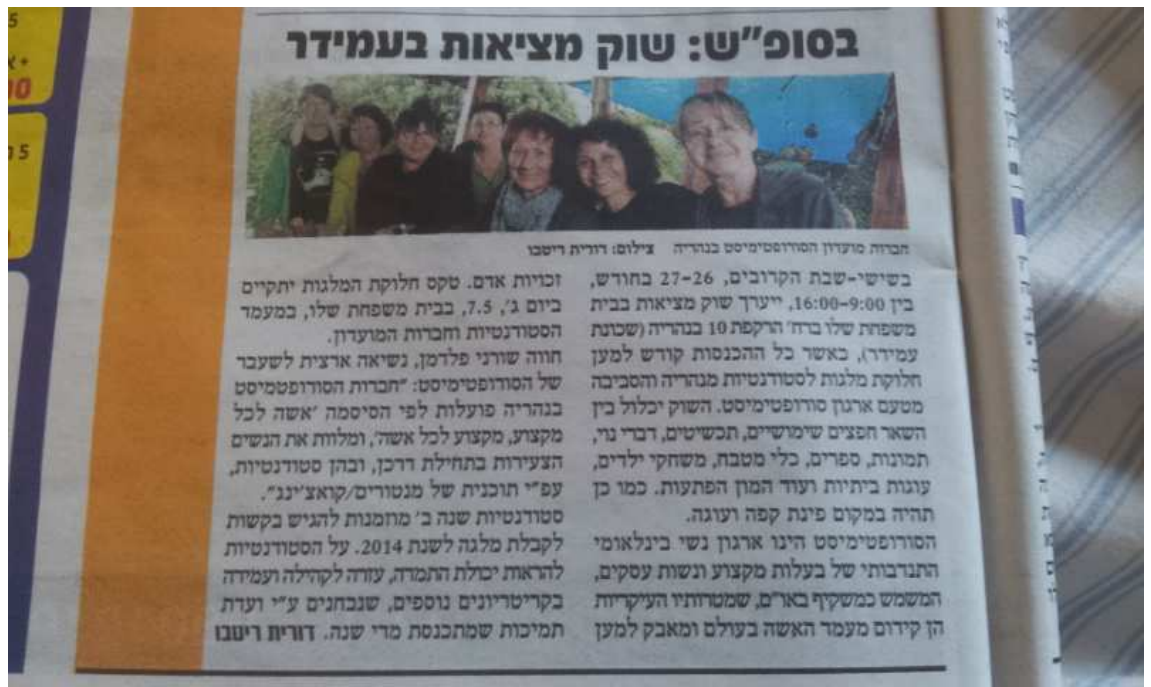 בסופ"ש: שוק מציאות בעמידר
חברות מועדון הסורופטימיסט בנהריה צילום: דורית ריטבו
בשישי-שבת הקרובים, 27-26 בחודש,
בין 16:00-9:00, ייערך שוק מציאות בבית
משפחת שלו ברח' הרקפת 10 בנהריה (שכונת
עמידר), כאשר כל ההכנסות קודש למען
חלוקת מלגות לסטודנטיות מנהריה והסביבה
מטעם ארגון סורופטימיסט. השוק יכלול בין
השאר חפצים שימושיים, תכשיטים, דברי נוי,
תמונות, ספרים, כלי מטבח, משחקי ילדים,
עוגות ביתיות ועוד המון הפתעות. כמו כן
תהיה במקום פינת קפה ועוגה.
הסורופטימיסט הינו ארגון נשי בינלאומי
התנדבותי של בעלות מקצוע ונשות עסקים,
המשמש כמשקיף באו"ם, שמטרותיו העיקריות
הן קידום מעמד האשה בעולם ומאבק למען
זכויות אדם. טקס חלוקת המלגות יתקיים
ביום ג', 7.5, בבית משפחת שלו, במעמד
הסטודנטיות וחברות המועדון.
חווה שורני פלדמן, נשיאה ארצית לשעבר
של הסורופטימיסט: "חברות הסורופטמיסט
בנהריה פועלות לפי הסיסמה 'אשה לכל
מקצוע, מקצוע לכל אשה', ומלוות את הנשים
הצעירות בתחילת דרכן, ובהן סטודנטיות,
עפ"י תוכנית של מנטורים/קואצ'ינג".
סטודנטיות שנה ב' מוזמנות להגיש בקשות
לקבלת מלגה לשנת 2014. על הסטודנטיות
להראות יכולת התמדה, עזרה לקהילה ועמידה
בקריטריונים נוספים, שנבחנים ע"י ועדת
תמיכות שמתכנסת מדי שנה. דורית ריטבו